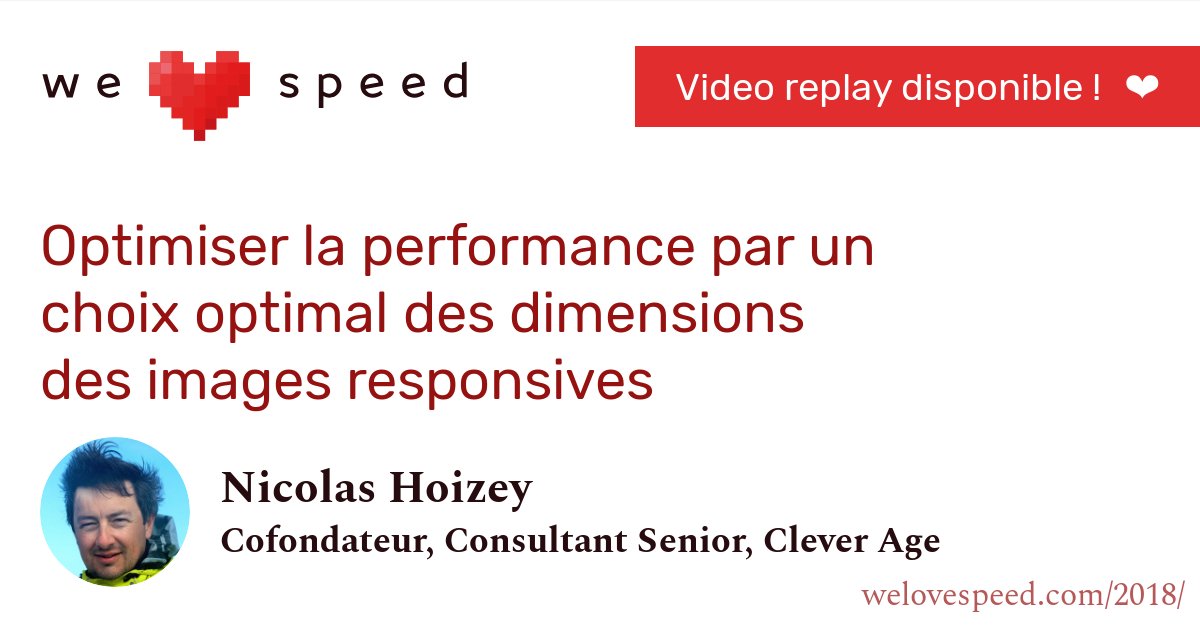 we speed
Video replay disponible ! ❤
Optimiser la performance par un
choix optimal des dimensions
des images responsives
Nicolas Hoizey
Cofondateur, Consultant Senior, Clever Age
welovespeed.com/2018/